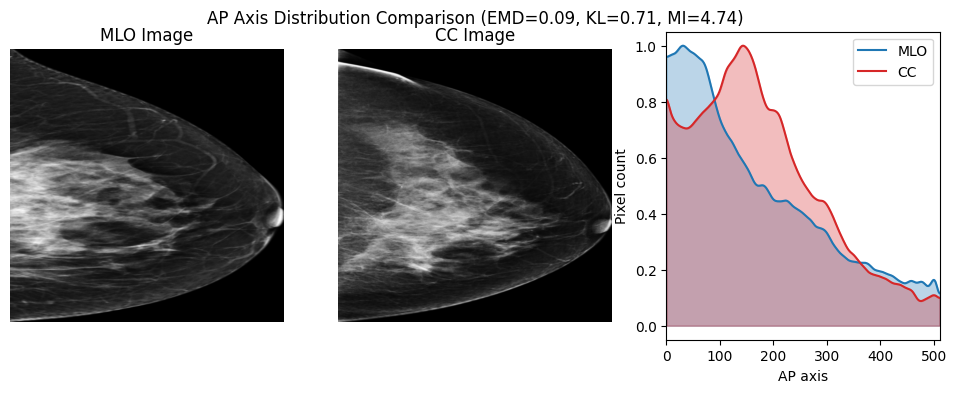 AP Axis Distribution Comparison (EMD=0.09, KL=0.71, MI=4.74)
MLO Image
CC Image
MLO
CC
Pixel count
1.0
0.8
0.6
0.4
0.2
0.0
0 100 200 300 400 500
AP axis